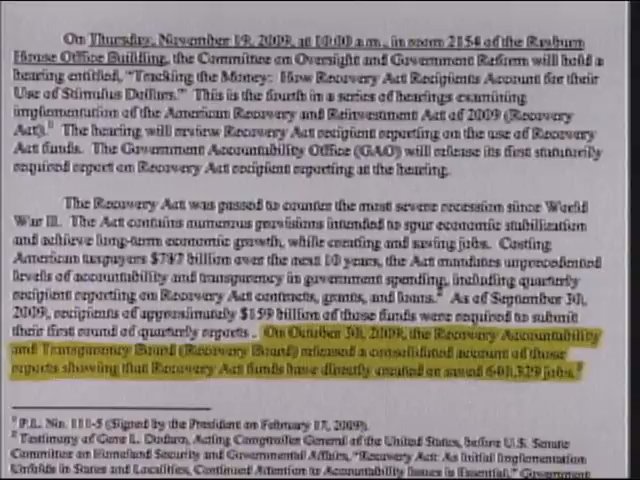 On Thursday, November 19, 2009, at 10:00 a.m., in room 2154 of the Rayburn
House Office Building, the Committee on Oversight and Government Reform will hold a
hearing entitled, "Tracking the Money: How Recovery Act Recipients Account for their
Use of Stimulus Dollars." This is the fourth in a series of hearings examining
implementation of the American Recovery and Reinvestment Act of 2009 (Recovery
Act).1 The hearing will review Recovery Act recipient reporting on the use of Recovery
Act funds. The Government Accountability Office (GAO) will release its first statutorily
required report on Recovery Act recipient reporting at the hearing.
The Recovery Act was passed to counter the most severe recession since World
War II. The Act contains numerous provisions intended to spur economic stabilization
and achieve long-term economic growth, while creating and saving jobs. Costing
American taxpayers $787 billion over the next 10 years, the Act mandates unprecedented
levels of accountability and transparency in government spending, including quarterly
recipient reporting on Recovery Act contracts, grants, and loans.2 As of September 30,
2009, recipients of approximately $159 billion of those funds were required to submit
their first round of quarterly reports . On October 30, 2009, the Recovery Accountability
and Transparency Board (Recovery Board) released a consolidated account of those
reports showing that Recovery Act funds have directly created or saved 640,329 jobs.3
1 P.L. No. 111-5 (Signed by the President on February 17, 2009).
2 Testimony of Gene L. Dodaro, Acting Comptroller General of the United States, before U.S. Senate
Committee on Homeland Security and Governmental Affairs, "Recovery Act: As Initial Implementation
Unfolds in States and Localities, Continued Attention to Accountability Issues is Essential," Government